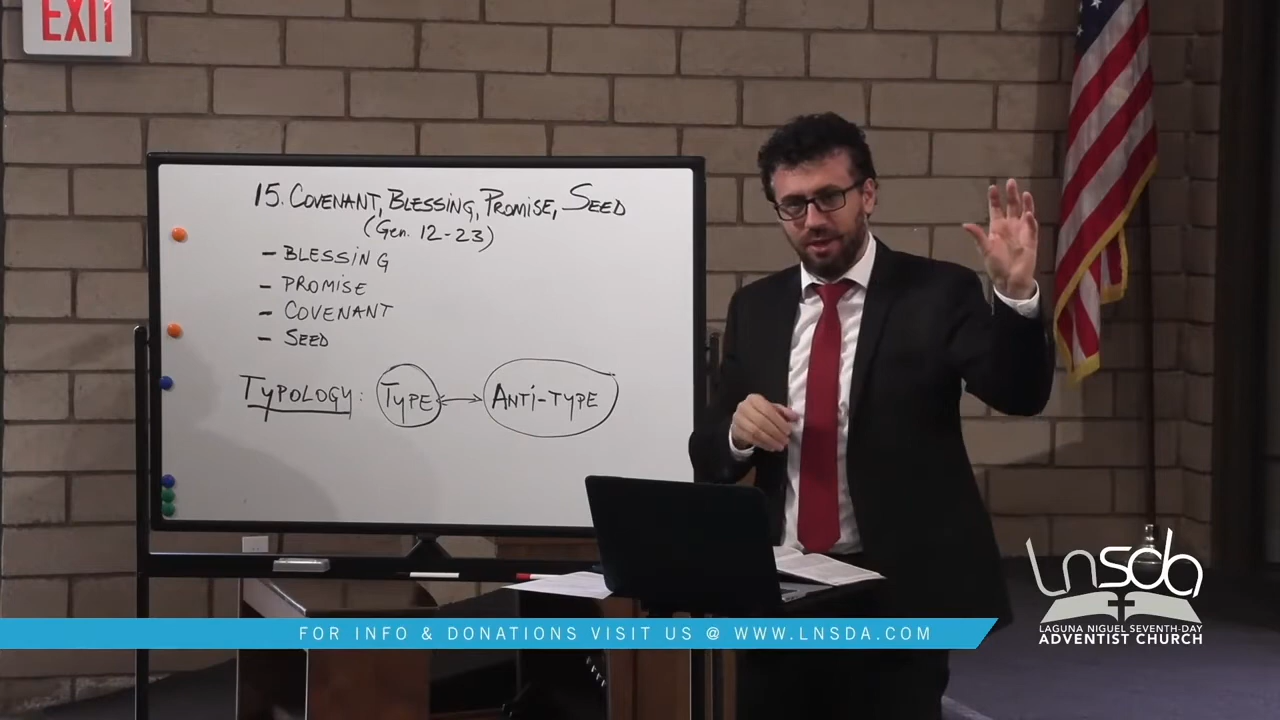 EXIT
15. COVENANT, BLESSING, PROMISE, SEED
(Gen. 12-23)
- BLESSING
- PROMISE
- COVENANT
- SEED
TYPOLOGY: TYPE ↔ ANTI-TYPE
LNSDA
LAGUNA NIGUEL SEVENTH-DAY
ADVENTIST CHURCH
FOR INFO & DONATIONS VISIT US @ WWW.LNSDA.COM